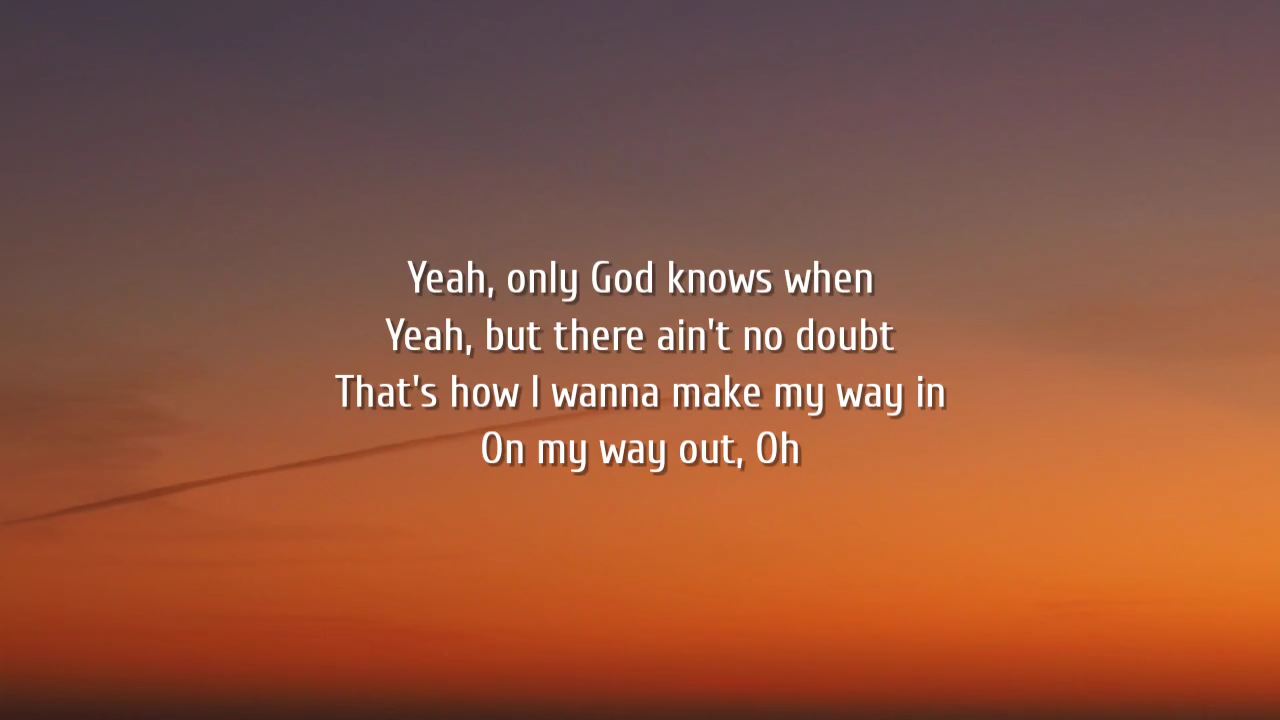 Yeah, only God knows when
Yeah, but there ain't no doubt
That's how I wanna make my way in
On my way out, Oh